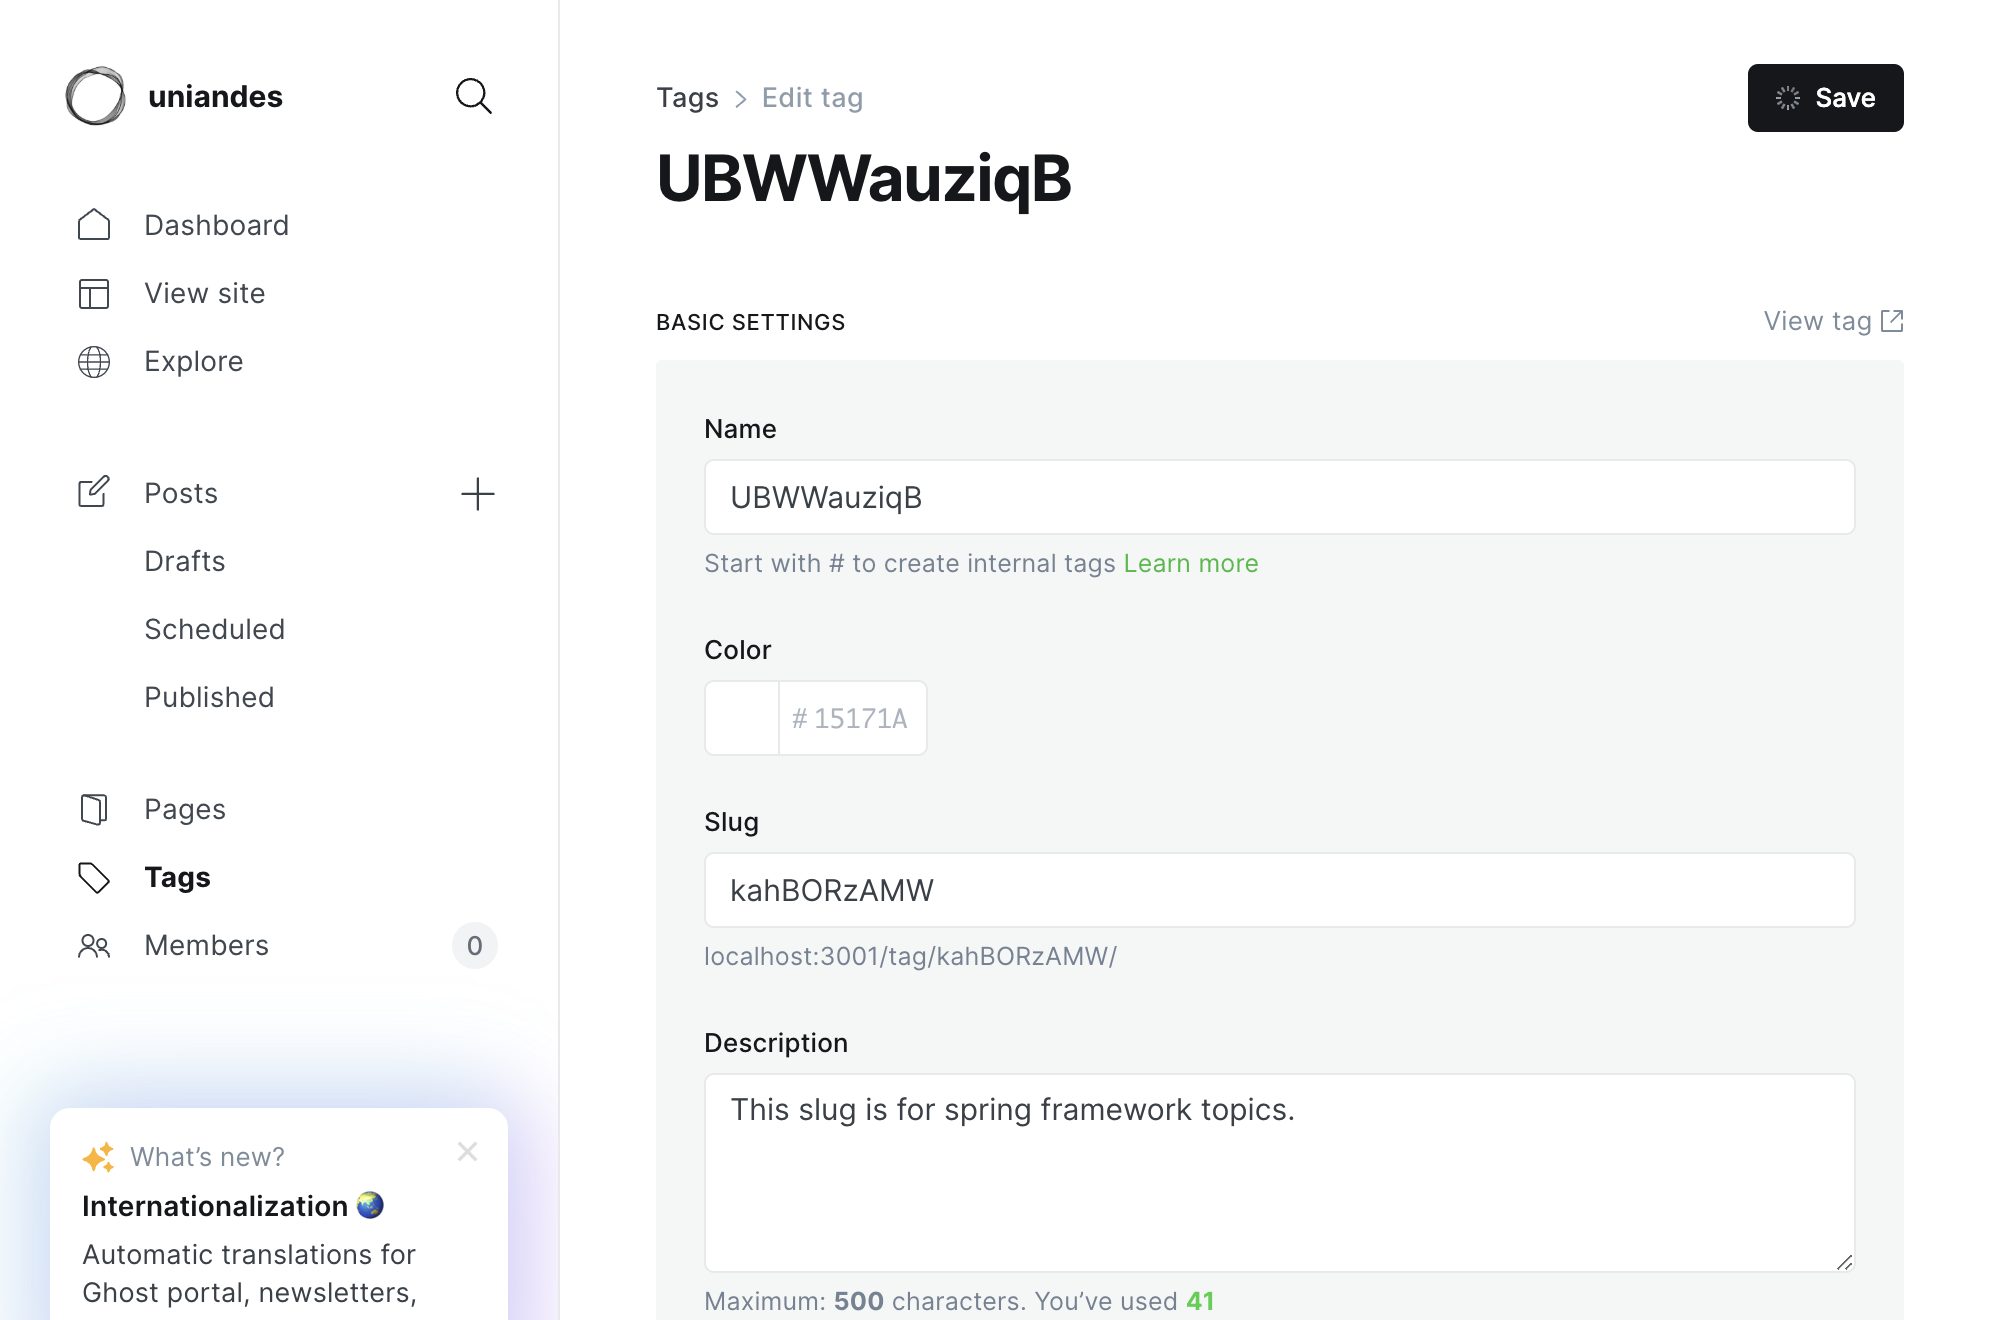 uniandes
Dashboard
View site
Explore
Posts
Drafts
Scheduled
Published
Pages
Tags
Members
0
What’s new?
Internationalization
Automatic translations for
Ghost portal, newsletters,
Tags > Edit tag
Save
UBWWauziqB
BASIC SETTINGS
View tag
Name
UBWWauziqB
Start with # to create internal tags Learn more
Color
# 15171A
Slug
kahBORzAMW
localhost:3001/tag/kahBORzAMW/
Description
This slug is for spring framework topics.
Maximum: 500 characters. You’ve used 41